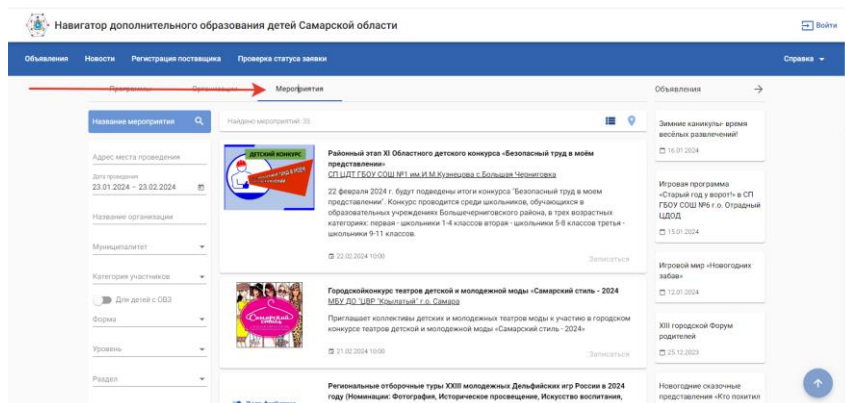 Навигатор дополнительного образования детей Самарской области
Войти
Объявления Новости Регистрация поставщика Проверка статуса заявки
Справка
Программы Мероприятия
Объявления
Название мероприятия
Найдено мероприятий:
Адрес места проведения
Дата проведения
23.01.2024 – 23.02.2024
Название организации
Муниципалитет
Категория участников
Для детей с ОВЗ
Форма
Уровень
Раздел
ДЕТСКИЙ КОНКУРС
Районный этап XI Областного детского конкурса «Безопасный труд в моём
представлении»
СП ЦДТ ГБОУ СОШ №1 им.И.М.Кузнецова с.Большая Черниговка
22 февраля 2024 г. будут подведены итоги конкурса "Безопасный труд в моем
представлении". Конкурс проводится среди школьников, обучающихся в
образовательных учреждениях Большечерниговского района, в трех возрастных
категориях: первая - школьники 1-4 классов вторая - школьники 5-8 классов третья -
школьники 9-11 классов.
22.02.2024 10:00
Записаться
Самарский
стиль
Городскойконкурс театров детской и молодежной моды «Самарский стиль - 2024
МБУ ДО "ЦВР "Крылатый" г.о. Самара
Приглашает коллективы детских и молодежных театров моды к участию в городском
конкурсе театров детской и молодежной моды «Самарский стиль - 2024»
21.02.2024 10:00
Записаться
Региональные отборочные туры XXIII молодежных Дельфийских игр России в 2024
году (Номинации: Фотография, Историческое просвещение, Искусство воспитания,
Зимние каникулы- время
весёлых развлечений!
16.01.2024
Игровая программа
«Старый год у ворот!» в СП
ГБОУ СОШ №6 г.о. Отрадный
ЦДОД
15.01.2024
Игровой мир «Новогодних
забав»
12.01.2024
XIII городской Форум
родителей
25.12.2023
Новогодние сказочные
представления «Кто похитил